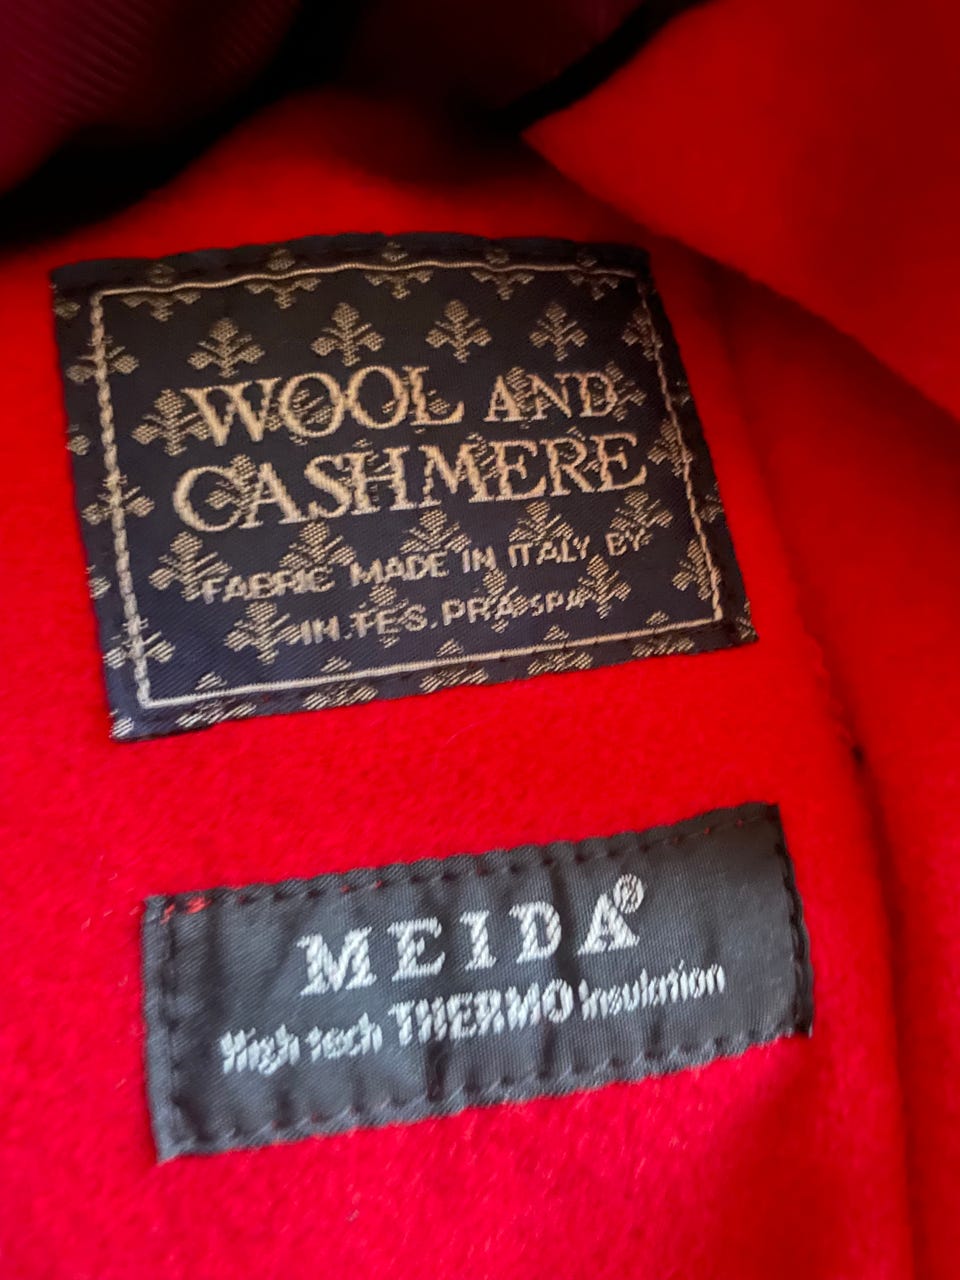 WOOL AND
CASHMERE
FABRIC MADE IN ITALY BY
IN.TES.PRA SPA
MEIDA®
High tech THERMO Insulation